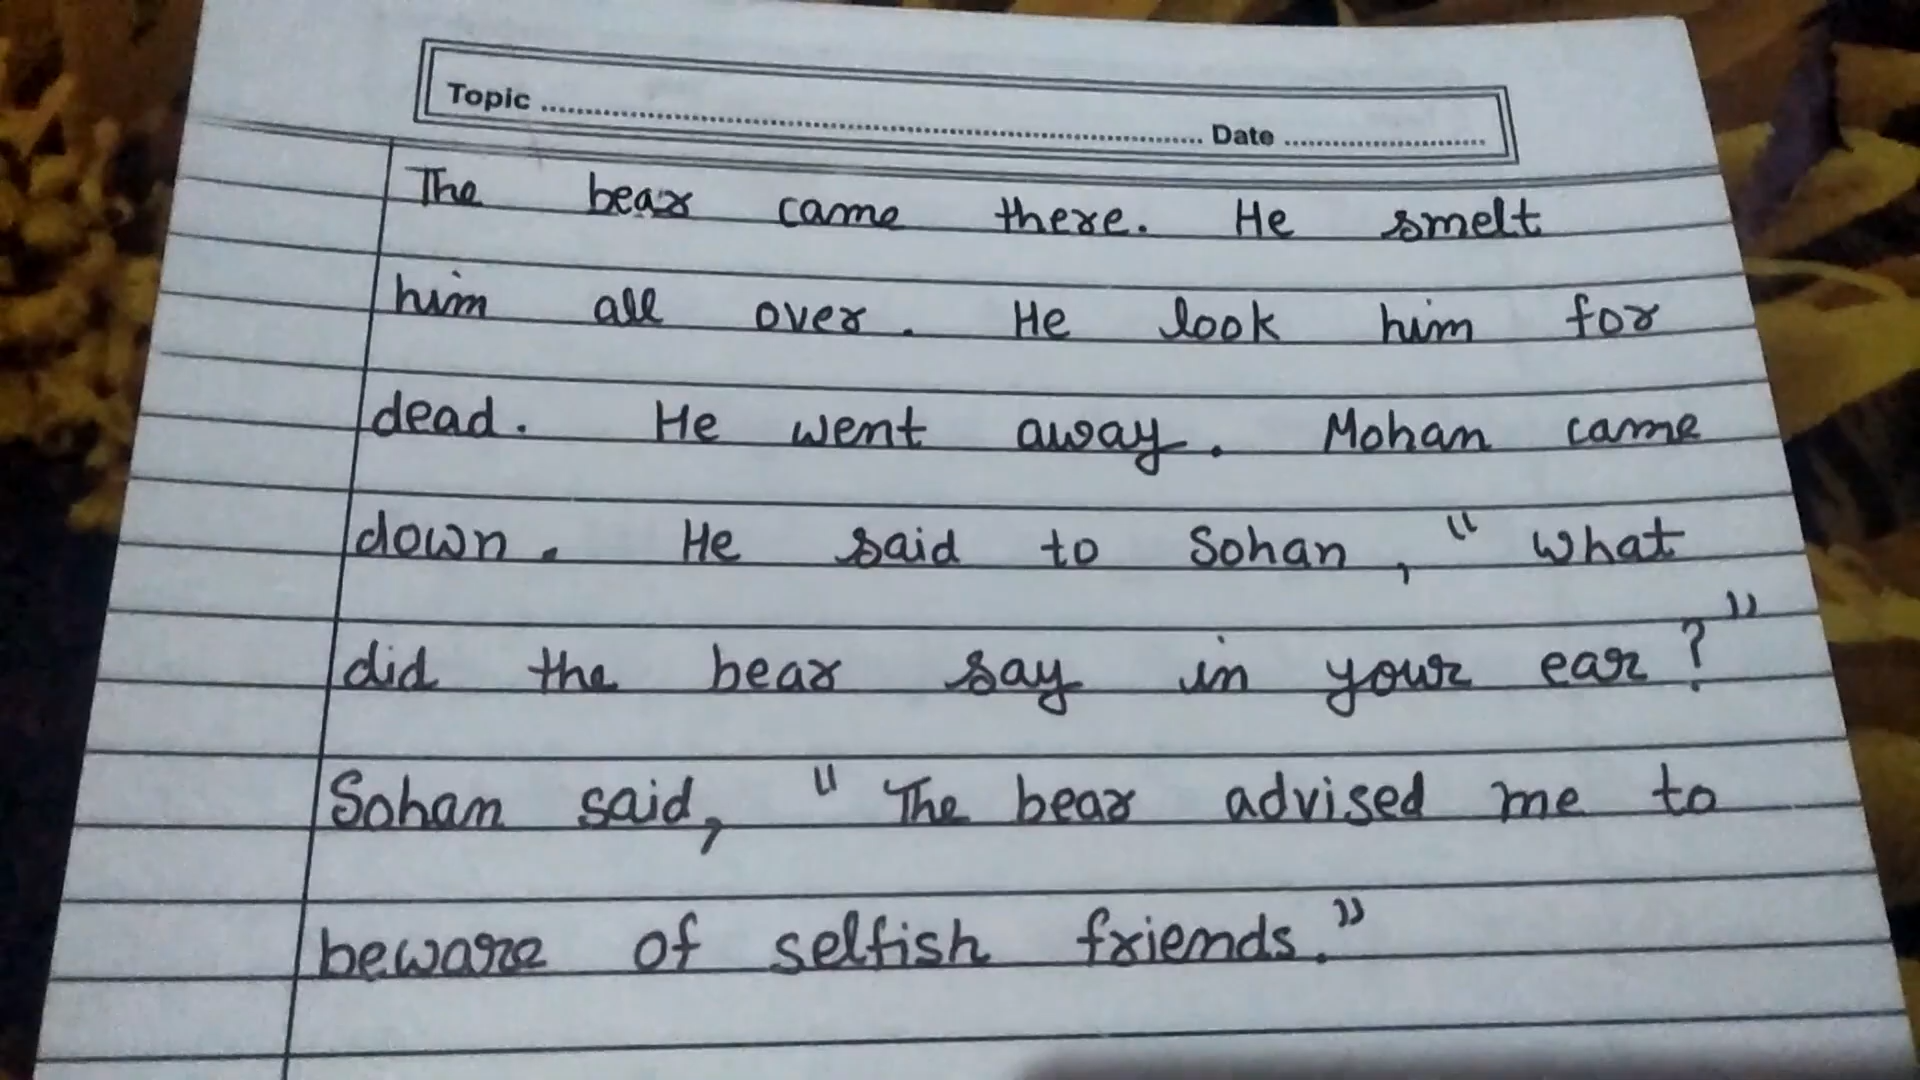 Topic ........................ Date ............
The bear came there. He smelt
him all over. He look him for
dead. He went away. Mohan came
down. He said to Sohan, "what
did the bear say in your ear?"
Sohan said, "The bear advised me to
beware of selfish friends."